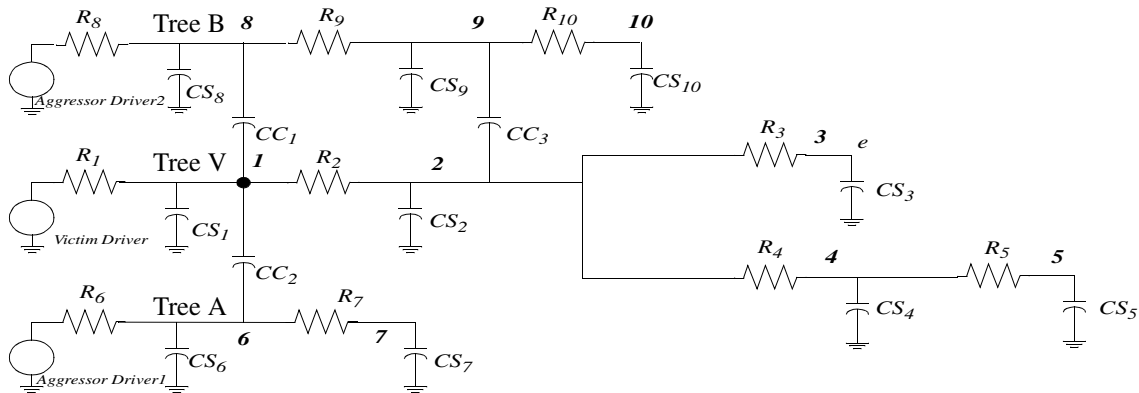 R8 Tree B 8 R9 9 R10 10
CS8 CS9 CS10
Aggressor Driver2
CC1 CC3
R3 3 e
R1 Tree V 1 R2 2
CS3
CS1 CS2
Victim Driver
R4 4 R5 5
CC2
R6 Tree A R7
CS4 CS5
6 7
CS6 CS7
Aggressor Driver1